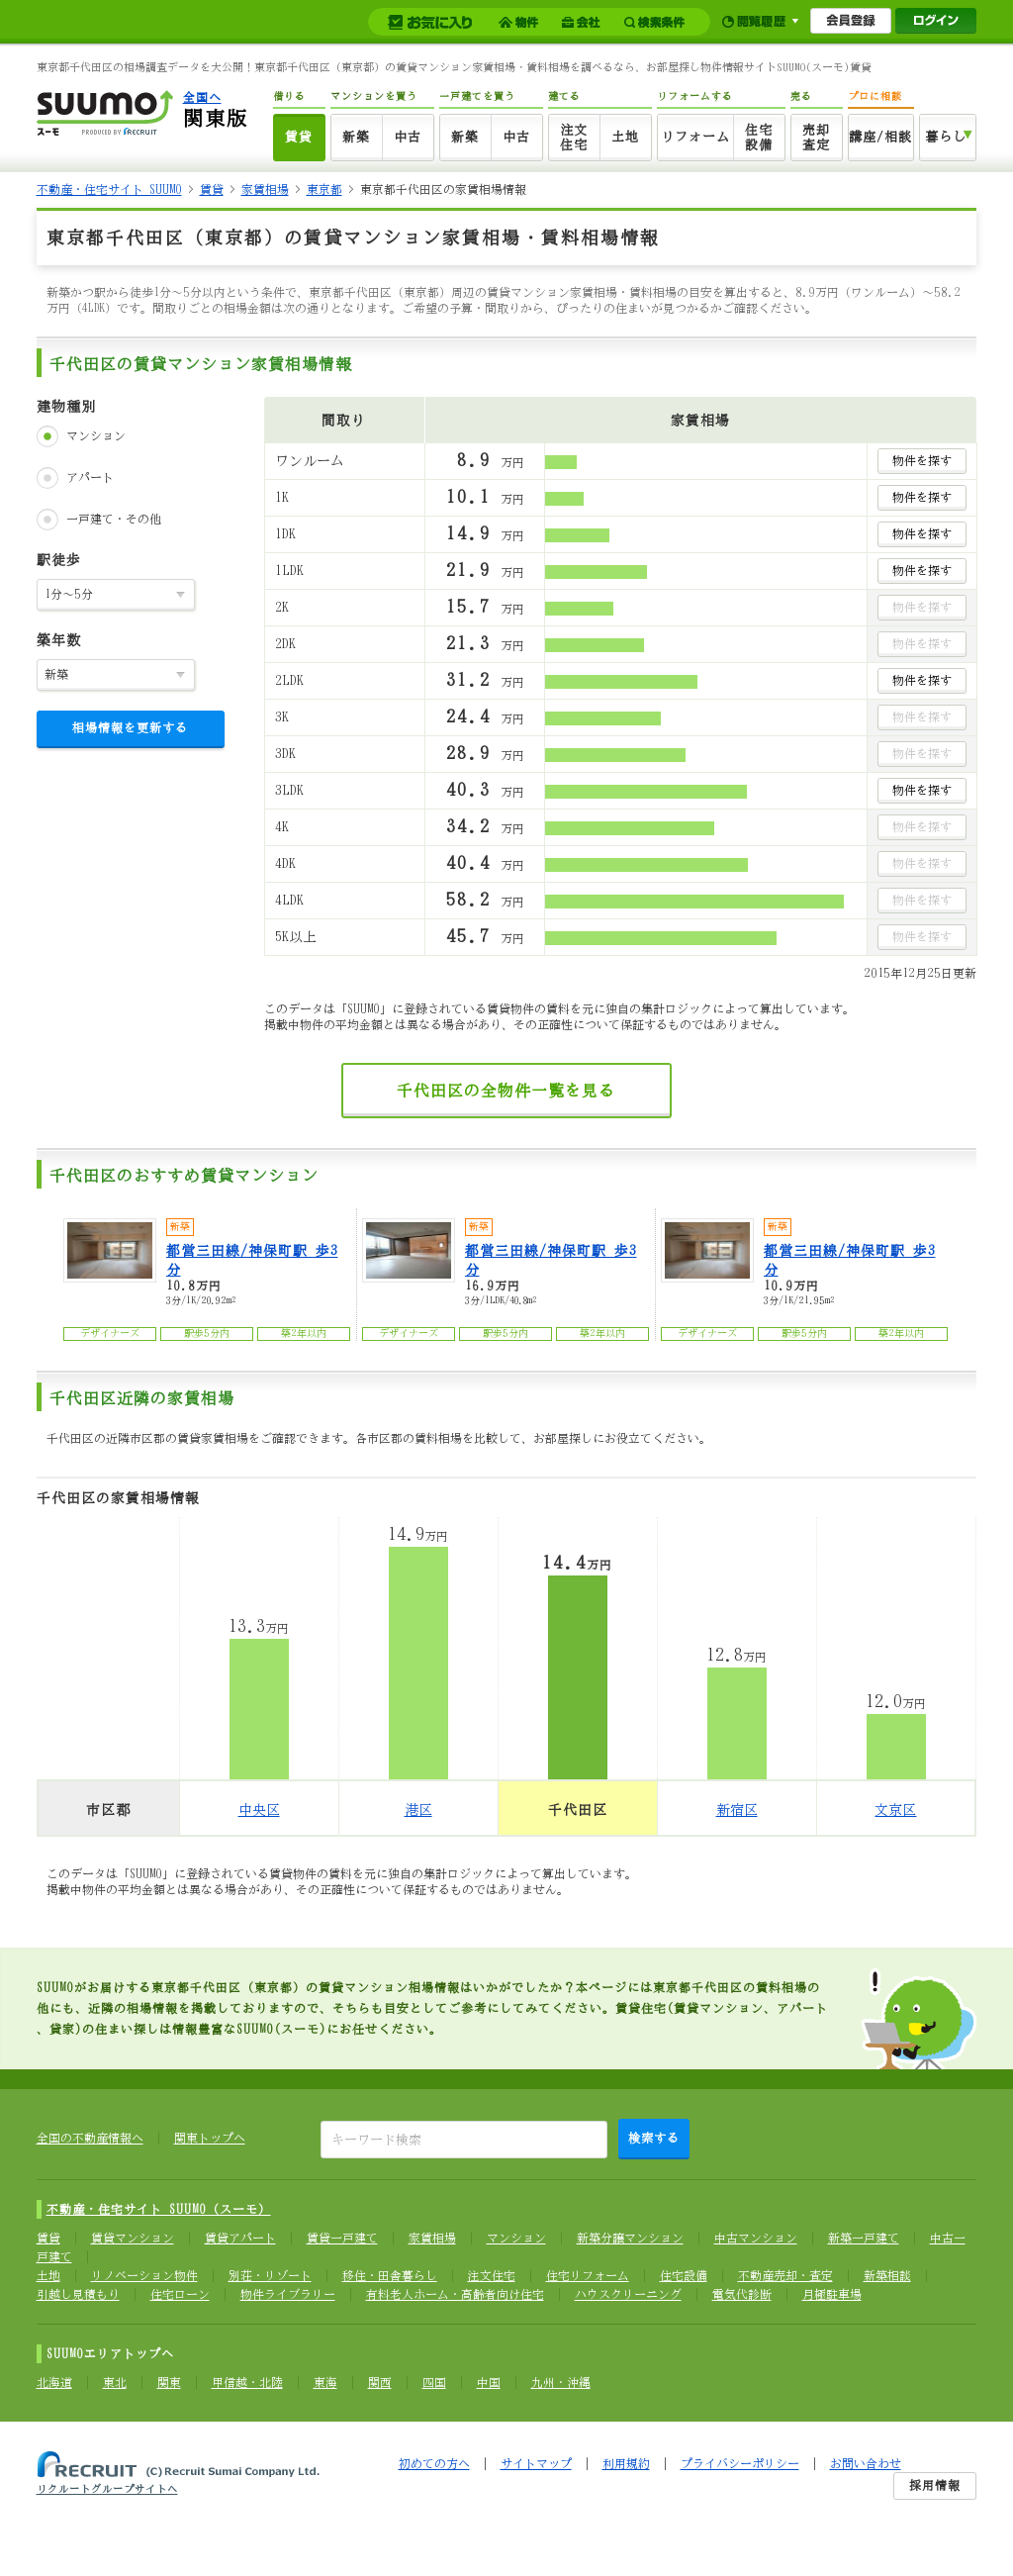 お気に入り 物件 会社 検索条件 閲覧履歴 会員登録 ログイン
東京都千代田区の相場調査データを大公開!東京都千代田区(東京都)の賃貸マンション家賃相場・賃料相場を調べるなら、お部屋探し物件情報サイトSUUMO(スーモ)賃貸
SUUMO
スーモ PRODUCED BY RECRUIT
全国へ
関東版
借りる マンションを買う 一戸建てを買う 建てる リフォームする 売る プロに相談
賃貸 新築 中古 新築 中古 注文住宅 土地 リフォーム 住宅設備 売却査定 講座/相談 暮らし
不動産・住宅サイト SUUMO > 賃貸 > 家賃相場 > 東京都 > 東京都千代田区の家賃相場情報
東京都千代田区(東京都)の賃貸マンション家賃相場・賃料相場情報
新築かつ駅から徒歩1分～5分以内という条件で、東京都千代田区(東京都)周辺の賃貸マンション家賃相場・賃料相場の目安を算出すると、8.9万円(ワンルーム)～58.2
万円(4LDK)です。間取りごとの相場金額は次の通りとなります。ご希望の予算・間取りから、ぴったりの住まいが見つかるかご確認ください。
千代田区の賃貸マンション家賃相場情報
建物種別
マンション
アパート
一戸建て・その他
駅徒歩
1分～5分
築年数
新築
相場情報を更新する
間取り 家賃相場
ワンルーム 8.9 万円 物件を探す
1K 10.1 万円 物件を探す
1DK 14.9 万円 物件を探す
1LDK 21.9 万円 物件を探す
2K 15.7 万円 物件を探す
2DK 21.3 万円 物件を探す
2LDK 31.2 万円 物件を探す
3K 24.4 万円 物件を探す
3DK 28.9 万円 物件を探す
3LDK 40.3 万円 物件を探す
4K 34.2 万円 物件を探す
4DK 40.4 万円 物件を探す
4LDK 58.2 万円 物件を探す
5K以上 45.7 万円 物件を探す
2015年12月25日更新
このデータは「SUUMO」に登録されている賃貸物件の賃料を元に独自の集計ロジックによって算出しています。
掲載中物件の平均金額とは異なる場合があり、その正確性について保証するものではありません。
千代田区の全物件一覧を見る
千代田区のおすすめ賃貸マンション
新築
都営三田線/神保町駅 歩3
分
10.8万円
3分/1K/20.92m²
デザイナーズ 駅歩5分内 築2年以内
新築
都営三田線/神保町駅 歩3
分
16.9万円
3分/1LDK/40.8m²
デザイナーズ 駅歩5分内 築2年以内
新築
都営三田線/神保町駅 歩3
分
10.9万円
3分/1K/21.95m²
デザイナーズ 駅歩5分内 築2年以内
千代田区近隣の家賃相場
千代田区の近隣市区郡の賃貸家賃相場をご確認できます。各市区郡の賃料相場を比較して、お部屋探しにお役立てください。
千代田区の家賃相場情報
13.3万円 14.9万円 14.4万円 12.8万円 12.0万円
市区郡 中央区 港区 千代田区 新宿区 文京区
このデータは「SUUMO」に登録されている賃貸物件の賃料を元に独自の集計ロジックによって算出しています。
掲載中物件の平均金額とは異なる場合があり、その正確性について保証するものではありません。
SUUMOがお届けする東京都千代田区(東京都)の賃貸マンション相場情報はいかがでしたか?本ページには東京都千代田区の賃料相場の
他にも、近隣の相場情報を掲載しておりますので、そちらも目安としてご参考にしてみてください。賃貸住宅(賃貸マンション、アパート
、貸家)の住まい探しは情報豊富なSUUMO(スーモ)にお任せください。
全国の不動産情報へ 関東トップへ キーワード検索 検索する
不動産・住宅サイト SUUMO(スーモ)
賃貸 賃貸マンション 賃貸アパート 賃貸一戸建て 家賃相場 マンション 新築分譲マンション 中古マンション 新築一戸建て 中古一
戸建て
土地 リノベーション物件 別荘・リゾート 移住・田舎暮らし 注文住宅 住宅リフォーム 住宅設備 不動産売却・査定 新築相談
引越し見積もり 住宅ローン 物件ライブラリー 有料老人ホーム・高齢者向け住宅 ハウスクリーニング 電気代診断 月極駐車場
SUUMOエリアトップへ
北海道 東北 関東 甲信越・北陸 東海 関西 四国 中国 九州・沖縄
RECRUIT (C) Recruit Sumai Company Ltd.
リクルートグループサイトへ
初めての方へ | サイトマップ | 利用規約 | プライバシーポリシー | お問い合わせ
採用情報